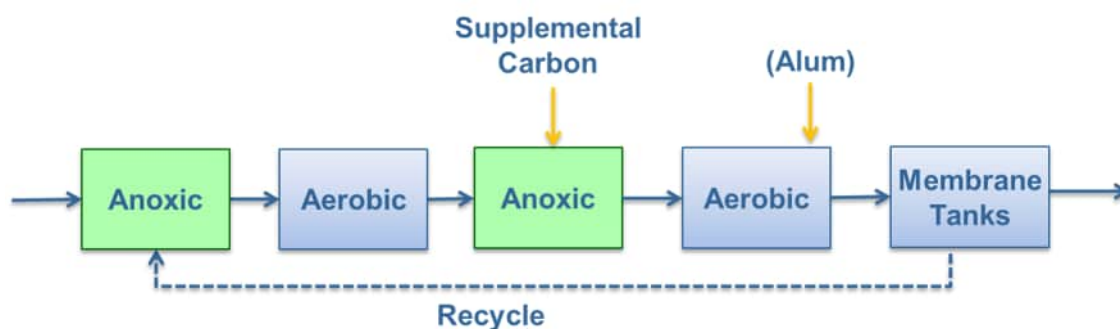 Supplemental
Carbon
(Alum)
Anoxic
Aerobic
Anoxic
Aerobic
Membrane
Tanks
Recycle